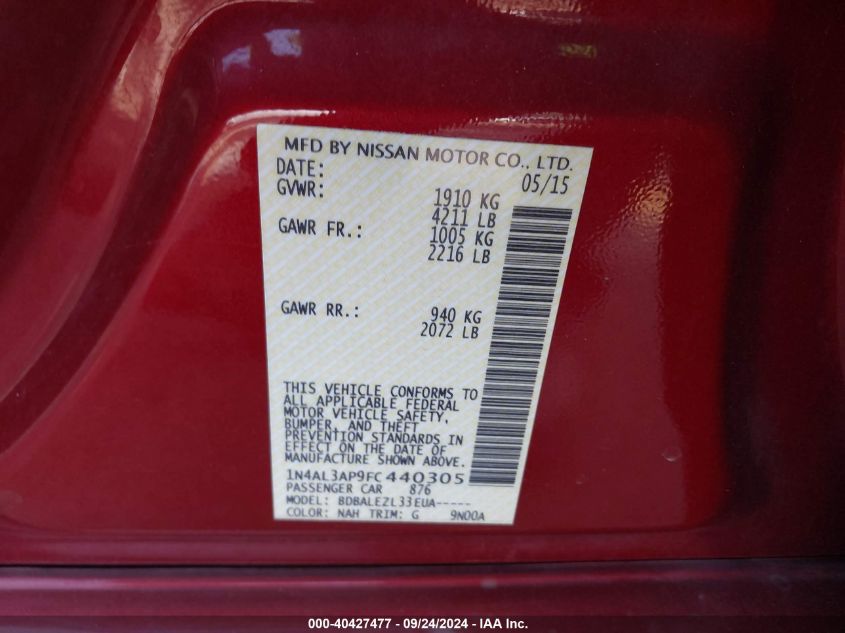 MFD BY NISSAN MOTOR CO., LTD.
DATE: 05/15
GVWR: 1910 KG
4211 LB
GAWR FR.: 1005 KG
2216 LB
GAWR RR.: 940 KG
2072 LB
THIS VEHICLE CONFORMS TO
ALL APPLICABLE FEDERAL
MOTOR VEHICLE SAFETY,
BUMPER, AND THEFT
PREVENTION STANDARDS IN
EFFECT ON THE DATE OF
MANUFACTURE SHOWN ABOVE.
1N4AL3AP9FC440305
PASSENGER CAR 876
MODEL: BDBALEZL33EUA-----
COLOR: NAH TRIM: G 9N00A
000-40427477 - 09/24/2024 - IAA Inc.